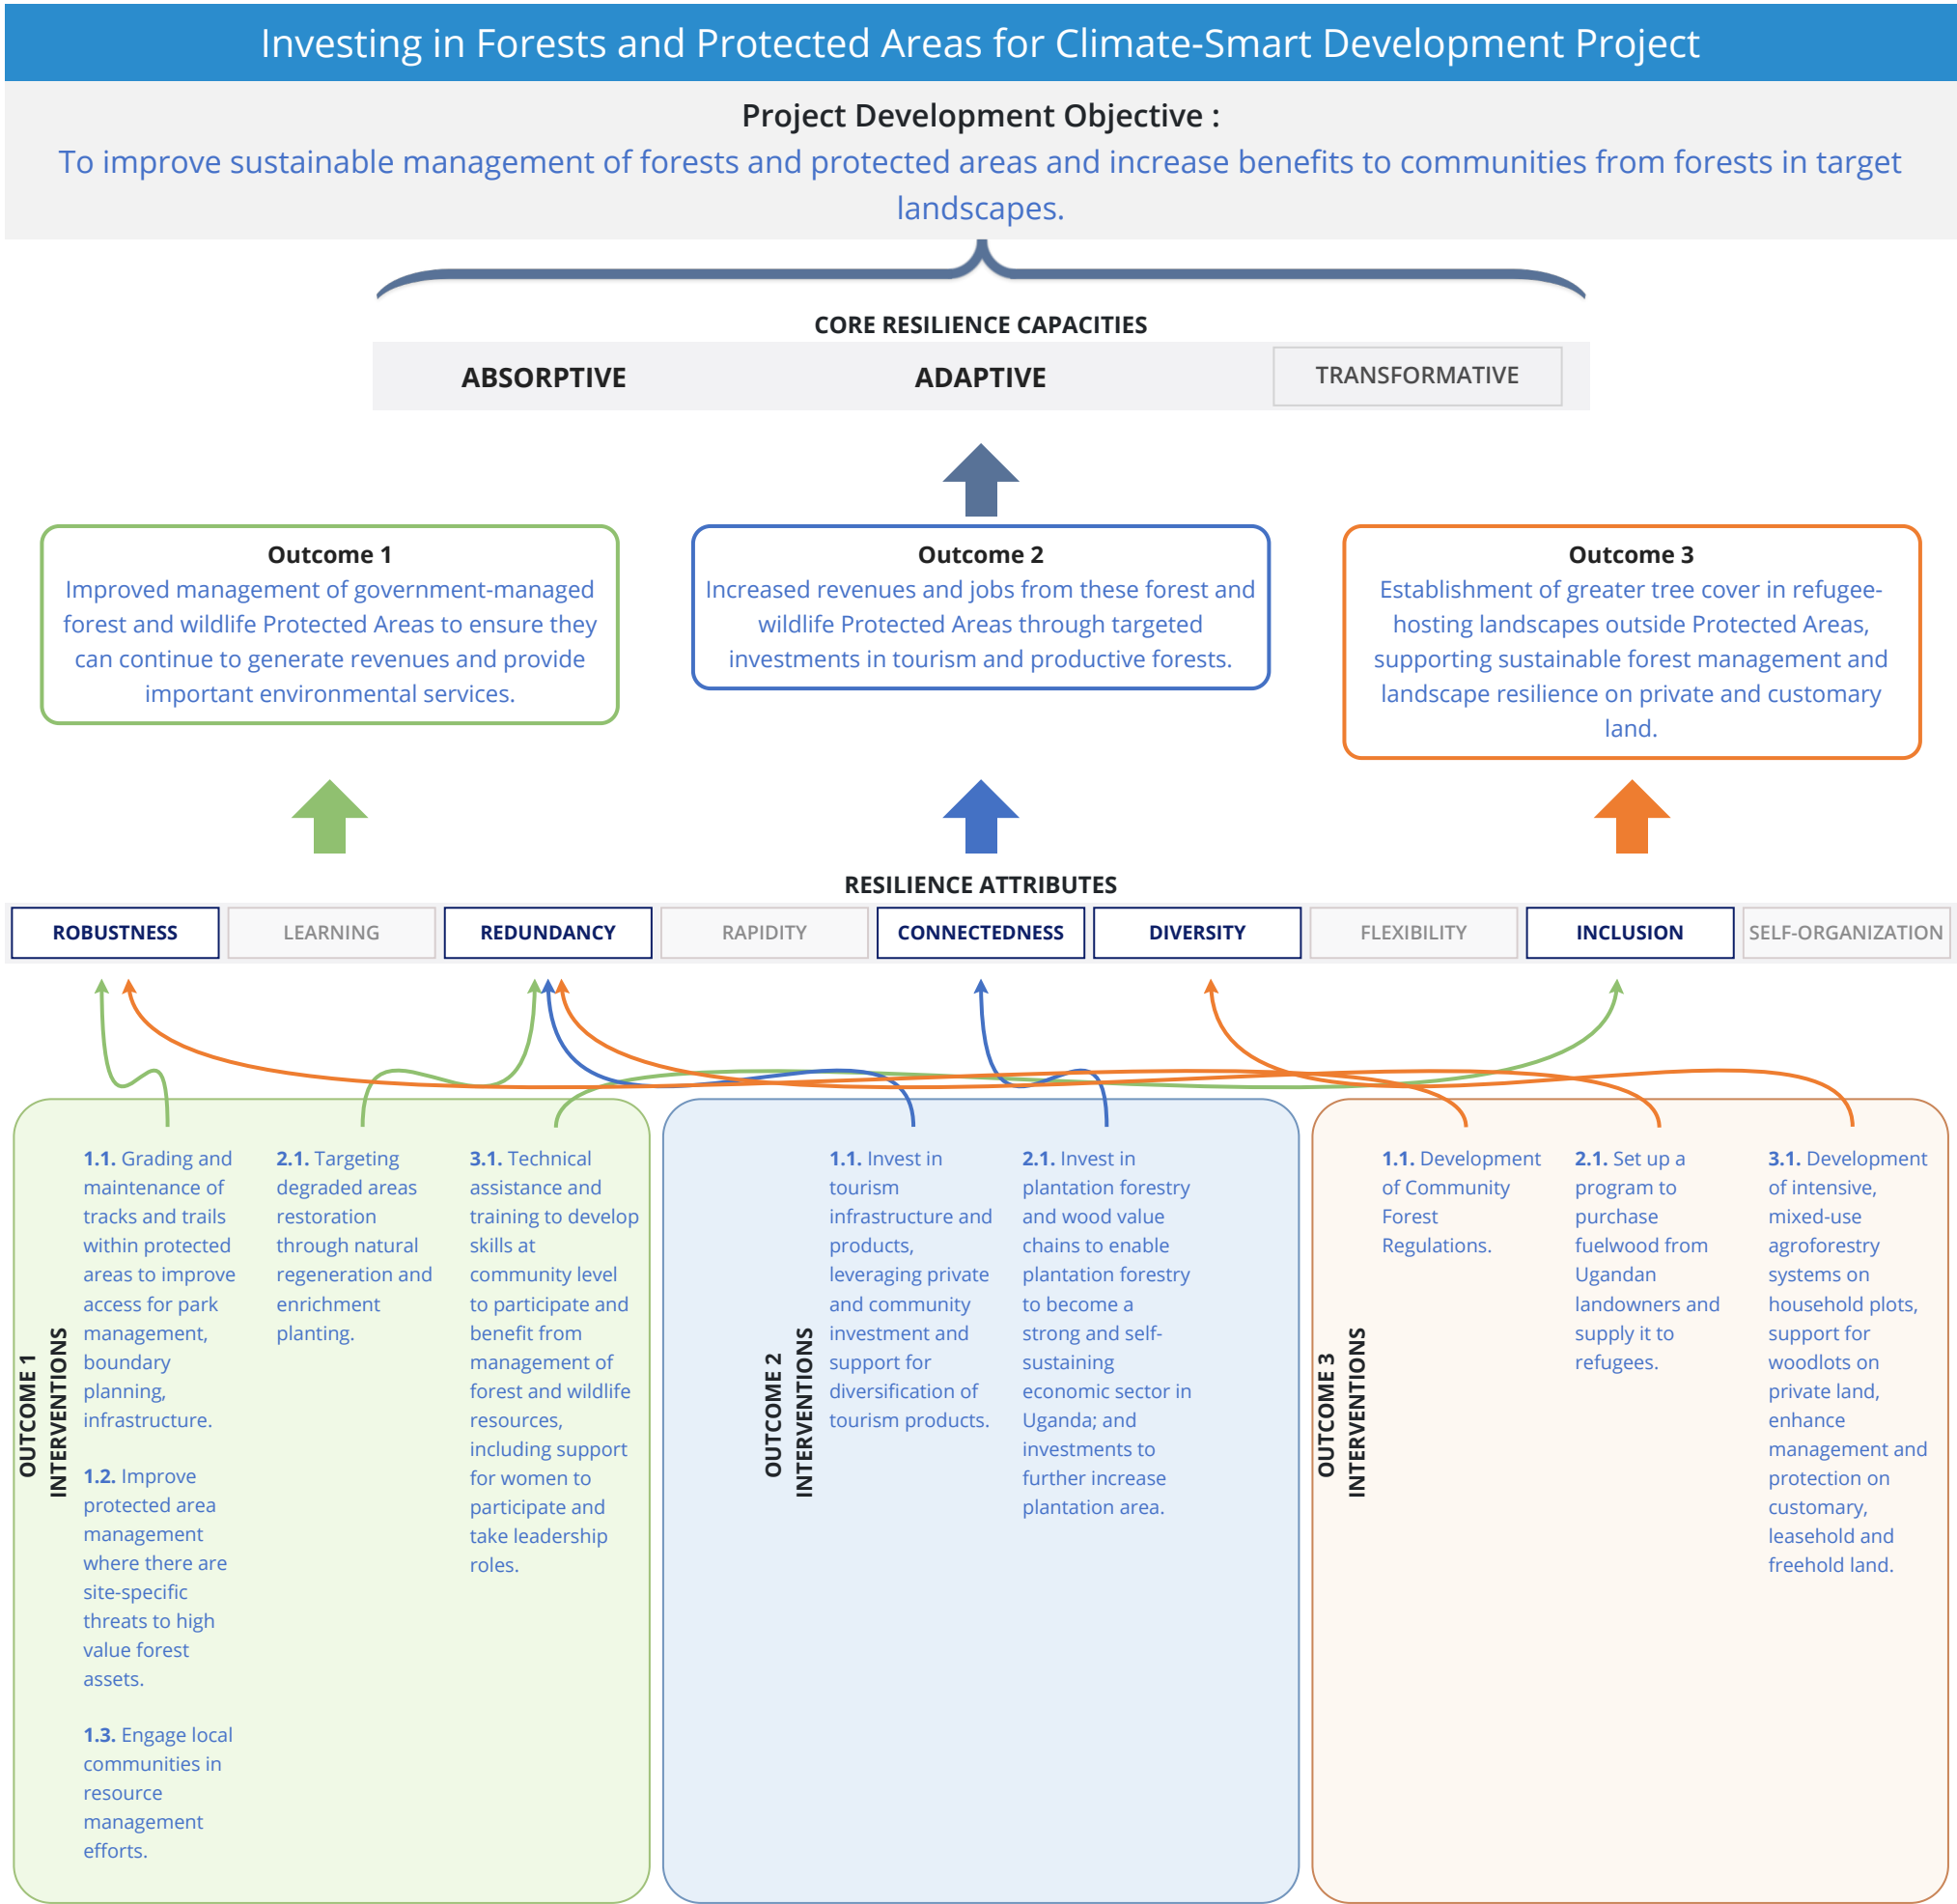 Investing in Forests and Protected Areas for Climate-Smart Development Project
Project Development Objective :
To improve sustainable management of forests and protected areas and increase benefits to communities from forests in target
landscapes.
CORE RESILIENCE CAPACITIES
ABSORPTIVE
ADAPTIVE
TRANSFORMATIVE
Outcome 1
Improved management of government-managed
forest and wildlife Protected Areas to ensure they
can continue to generate revenues and provide
important environmental services.
Outcome 2
Increased revenues and jobs from these forest and
wildlife Protected Areas through targeted
investments in tourism and productive forests.
Outcome 3
Establishment of greater tree cover in refugee-
hosting landscapes outside Protected Areas,
supporting sustainable forest management and
landscape resilience on private and customary
land.
RESILIENCE ATTRIBUTES
ROBUSTNESS
LEARNING
REDUNDANCY
RAPIDITY
CONNECTEDNESS
DIVERSITY
FLEXIBILITY
INCLUSION
SELF-ORGANIZATION
OUTCOME 1
INTERVENTIONS
1.1. Grading and
maintenance of
tracks and trails
within protected
areas to improve
access for park
management,
boundary
planning,
infrastructure.
1.2. Improve
protected area
management
where there are
site-specific
threats to high
value forest
assets.
1.3. Engage local
communities in
resource
management
efforts.
2.1. Targeting
degraded areas
restoration
through natural
regeneration and
enrichment
planting.
3.1. Technical
assistance and
training to develop
skills at
community level
to participate and
benefit from
management of
forest and wildlife
resources,
including support
for women to
participate and
take leadership
roles.
OUTCOME 2
INTERVENTIONS
1.1. Invest in
tourism
infrastructure and
products,
leveraging private
and community
investment and
support for
diversification of
tourism products.
2.1. Invest in
plantation forestry
and wood value
chains to enable
plantation forestry
to become a
strong and self-
sustaining
economic sector in
Uganda; and
investments to
further increase
plantation area.
OUTCOME 3
INTERVENTIONS
1.1. Development
of Community
Forest
Regulations.
2.1. Set up a
program to
purchase
fuelwood from
Ugandan
landowners and
supply it to
refugees.
3.1. Development
of intensive,
mixed-use
agroforestry
systems on
household plots,
support for
woodlots on
private land,
enhance
management and
protection on
customary,
leasehold and
freehold land.